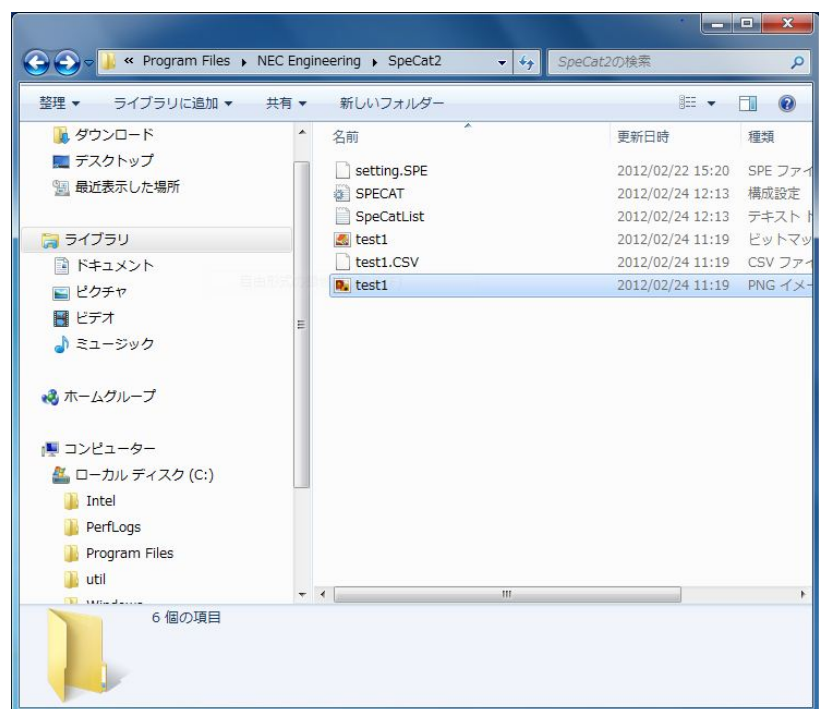 « Program Files ▸ NEC Engineering ▸ SpeCat2
SpeCat2の検索
整理 ライブラリに追加 共有 新しいフォルダー
ダウンロード
デスクトップ
最近表示した場所
ライブラリ
ドキュメント
ピクチャ
ビデオ
ミュージック
ホームグループ
コンピューター
ローカル ディスク (C:)
Intel
PerfLogs
Program Files
util
名前 更新日時 種類
setting.SPE 2012/02/22 15:20 SPE ファイ
SPECAT 2012/02/24 12:13 構成設定
SpeCatList 2012/02/24 12:13 テキスト ド
test1 2012/02/24 11:19 ビットマッ
test1.CSV 2012/02/24 11:19 CSV ファイ
test1 2012/02/24 11:19 PNG イメー
6 個の項目